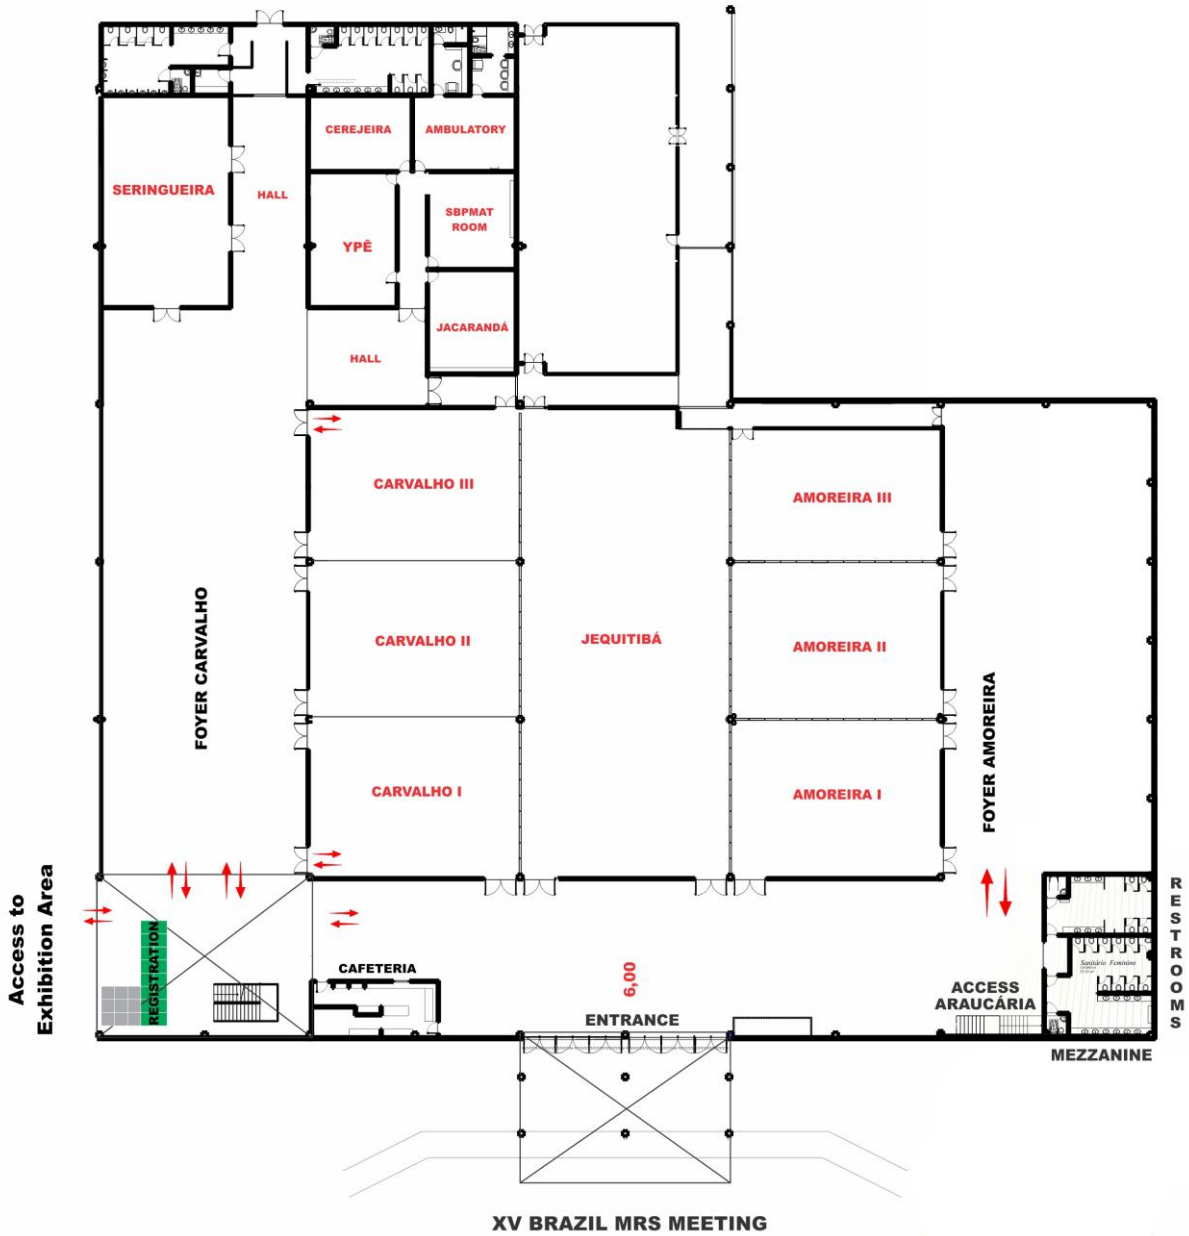 CEREJEIRA
AMBULATORY
SERINGUEIRA
HALL
SBPMAT
ROOM
YPÊ
JACARANDÁ
HALL
CARVALHO III
AMOREIRA III
FOYER CARVALHO
CARVALHO II
JEQUITIBÁ
AMOREIRA II
FOYER AMOREIRA
CARVALHO I
AMOREIRA I
Access to
Exhibition Area
REGISTRATION
CAFETERIA
6,00
ENTRANCE
ACCESS
ARAUCÁRIA
Sanitário Feminino
RESTROOMS
MEZZANINE
XV BRAZIL MRS MEETING